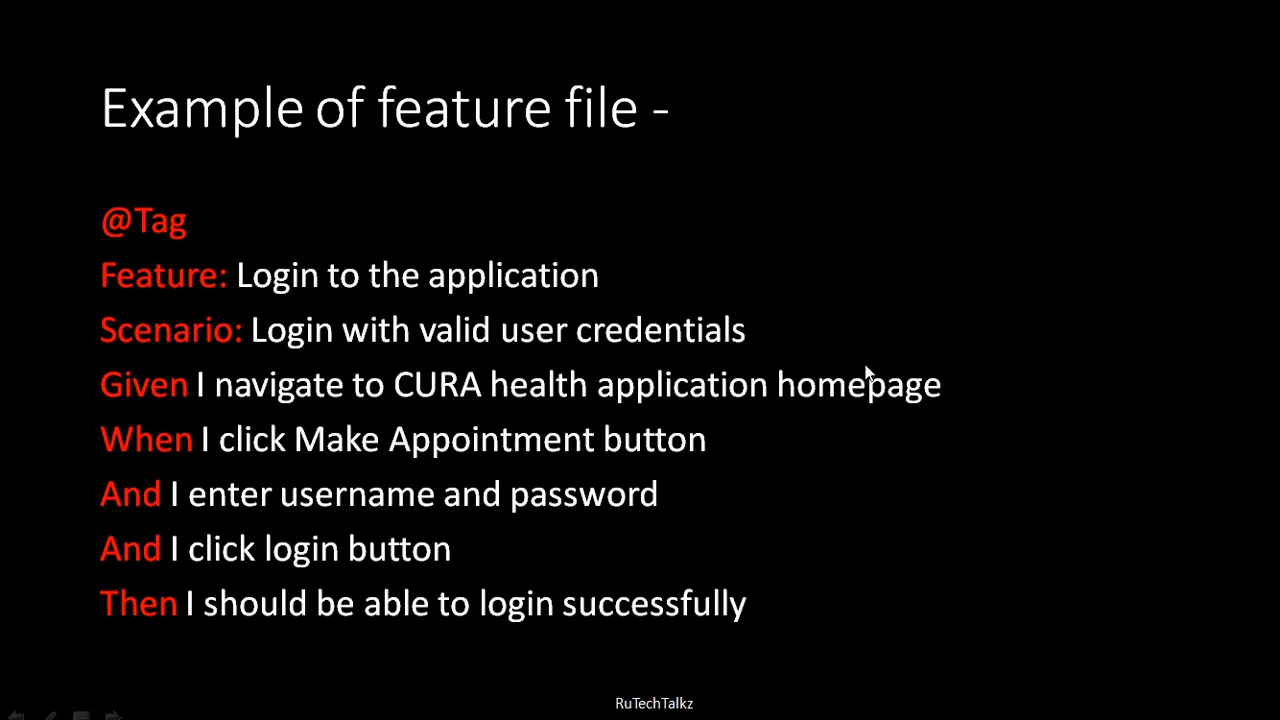 Example of feature file -
@Tag
Feature: Login to the application
Scenario: Login with valid user credentials
Given I navigate to CURA health application homepage
When I click Make Appointment button
And I enter username and password
And I click login button
Then I should be able to login successfully
RuTechTalkz